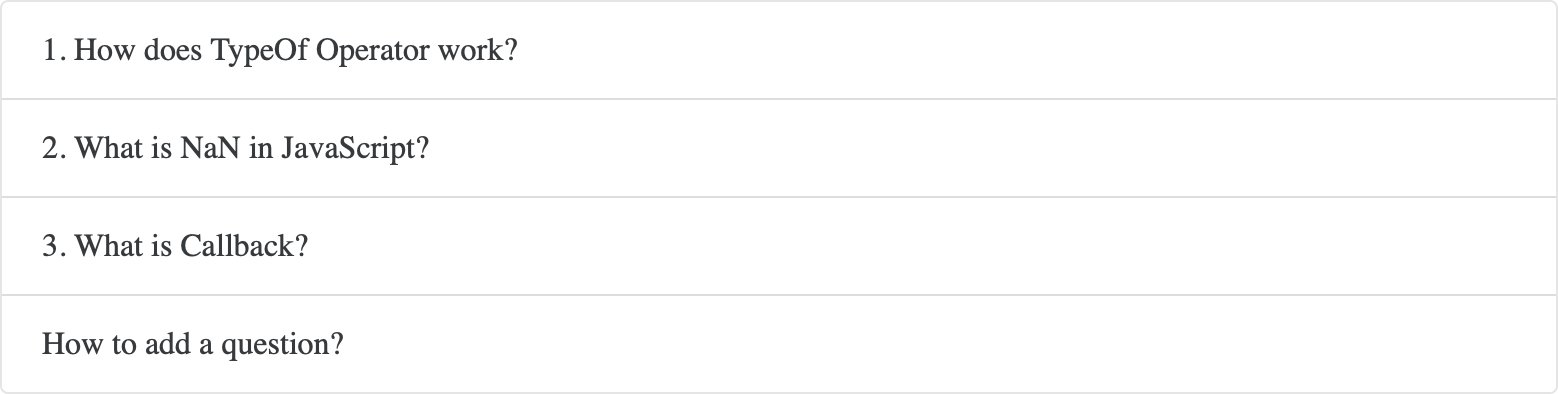 1. How does TypeOf Operator work?
2. What is NaN in JavaScript?
3. What is Callback?
How to add a question?